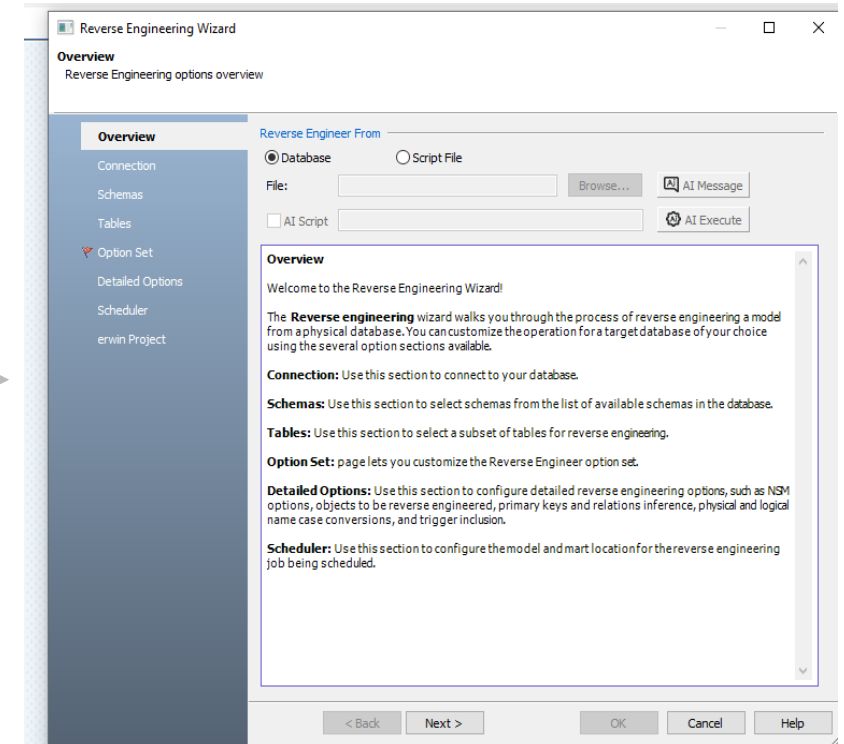 Reverse Engineering Wizard
Overview
Reverse Engineering options overview
Overview
Connection
Schemas
Tables
Option Set
Detailed Options
Scheduler
erwin Project
Reverse Engineer From
Database
Script File
File:
Browse...
AI Message
AI Script
AI Execute
Overview
Welcome to the Reverse Engineering Wizard!
The Reverse engineering wizard walks you through the process of reverse engineering a model
from a physical database. You can customize the operation for a target database of your choice
using the several option sections available.
Connection: Use this section to connect to your database.
Schemas: Use this section to select schemas from the list of available schemas in the database.
Tables: Use this section to select a subset of tables for reverse engineering.
Option Set: page lets you customize the Reverse Engineer option set.
Detailed Options: Use this section to configure detailed reverse engineering options, such as NSM
options, objects to be reverse engineered, primary keys and relations inference, physical and logical
name case conversions, and trigger inclusion.
Scheduler: Use this section to configure the model and mart location for the reverse engineering
job being scheduled.
< Back
Next >
OK
Cancel
Help